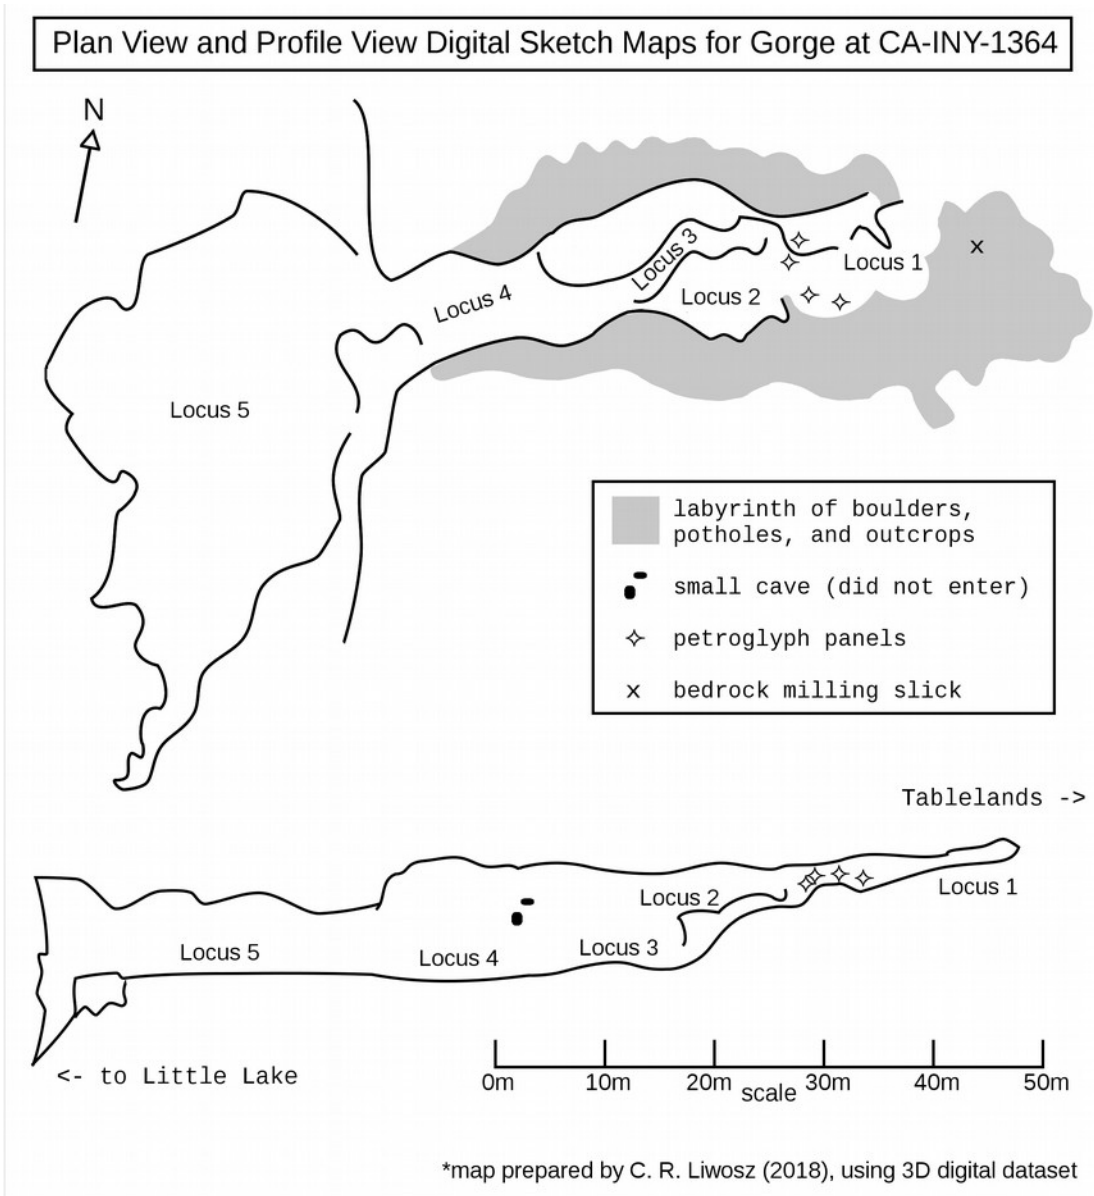 Plan View and Profile View Digital Sketch Maps for Gorge at CA-INY-1364
N
Locus 3
Locus 1
Locus 4
Locus 2
Locus 5
labyrinth of boulders,
potholes, and outcrops
small cave (did not enter)
petroglyph panels
x bedrock milling slick
Tablelands ->
Locus 1
Locus 2
Locus 3
Locus 5
Locus 4
<- to Little Lake
0m 10m 20m 30m 40m 50m
scale
*map prepared by C. R. Liwosz (2018), using 3D digital dataset